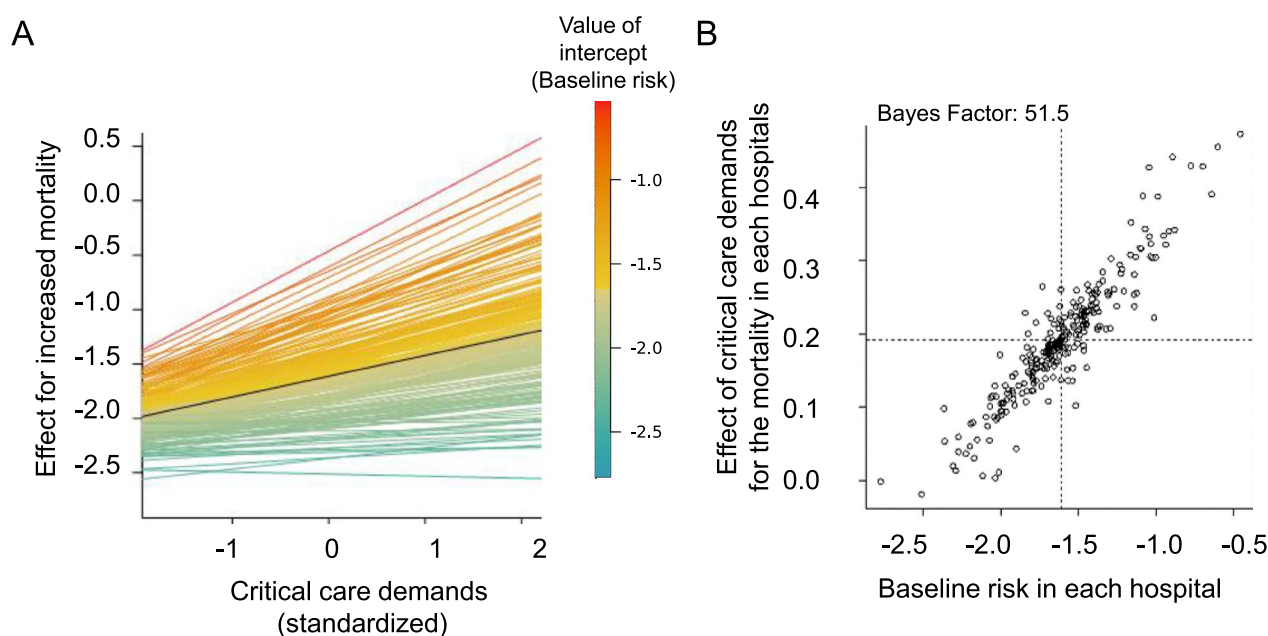 A
Value of
intercept
(Baseline risk)
B
Effect for increased mortality
0.5
0.0
-0.5
-1.0
-1.5
-2.0
-2.5
-1
0
1
2
Critical care demands
(standardized)
-1.0
-1.5
-2.0
-2.5
Bayes Factor: 51.5
Effect of critical care demands
for the mortality in each hospitals
0.4
0.3
0.2
0.1
0.0
-2.5
-2.0
-1.5
-1.0
-0.5
Baseline risk in each hospital